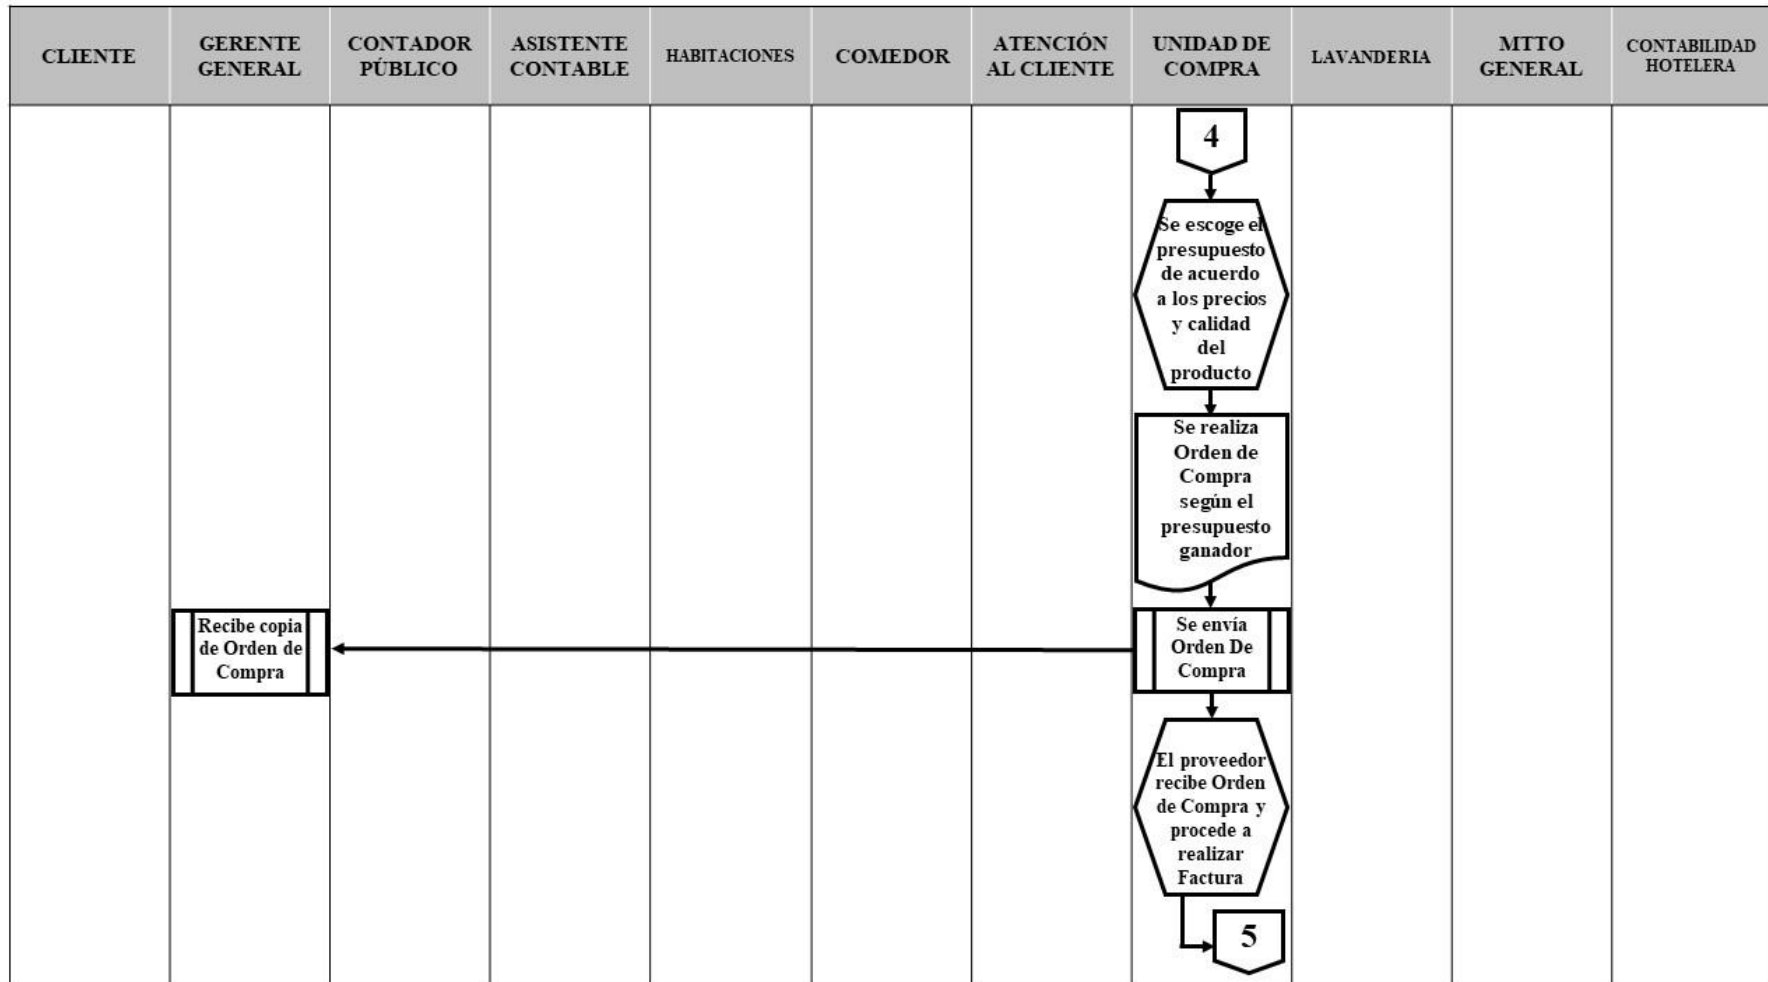 CLIENTE
GERENTE
GENERAL
CONTADOR
PÚBLICO
ASISTENTE
CONTABLE
HABITACIONES
COMEDOR
ATENCIÓN
AL CLIENTE
UNIDAD DE
COMPRA
LAVANDERIA
MTTO
GENERAL
CONTABILIDAD
HOTELERA
4
Se escoge el
presupuesto
de acuerdo
a los precios
y calidad
del
producto
Se realiza
Orden de
Compra
según el
presupuesto
ganador
Recibe copia
de Orden de
Compra
Se envía
Orden De
Compra
El proveedor
recibe Orden
de Compra y
procede a
realizar
Factura
5